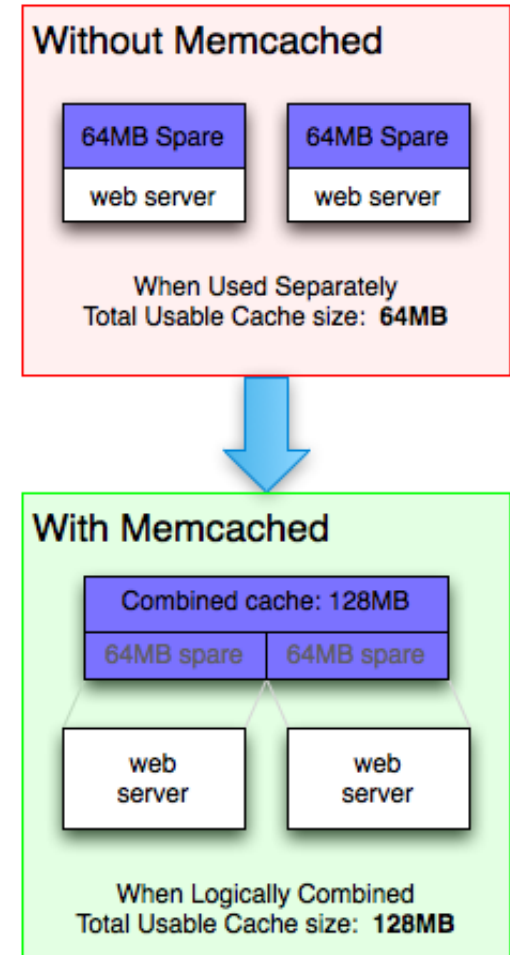 Without Memcached
64MB Spare
web server
64MB Spare
web server
When Used Separately
Total Usable Cache size: 64MB
With Memcached
Combined cache: 128MB
64MB spare
64MB spare
web
server
web
server
When Logically Combined
Total Usable Cache size: 128MB